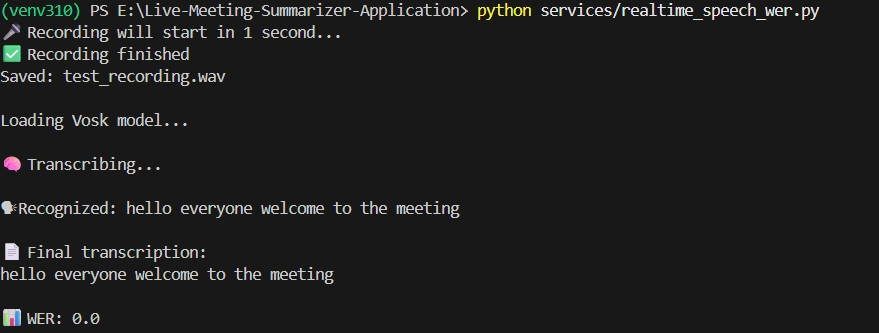 (venv310) PS E:\Live-Meeting-Summarizer-Application> python services/realtime_speech_wer.py
🎤 Recording will start in 1 second...
✅ Recording finished
Saved: test_recording.wav
Loading Vosk model...
🧠 Transcribing...
🗣Recognized: hello everyone welcome to the meeting
📄 Final transcription:
hello everyone welcome to the meeting
📊 WER: 0.0